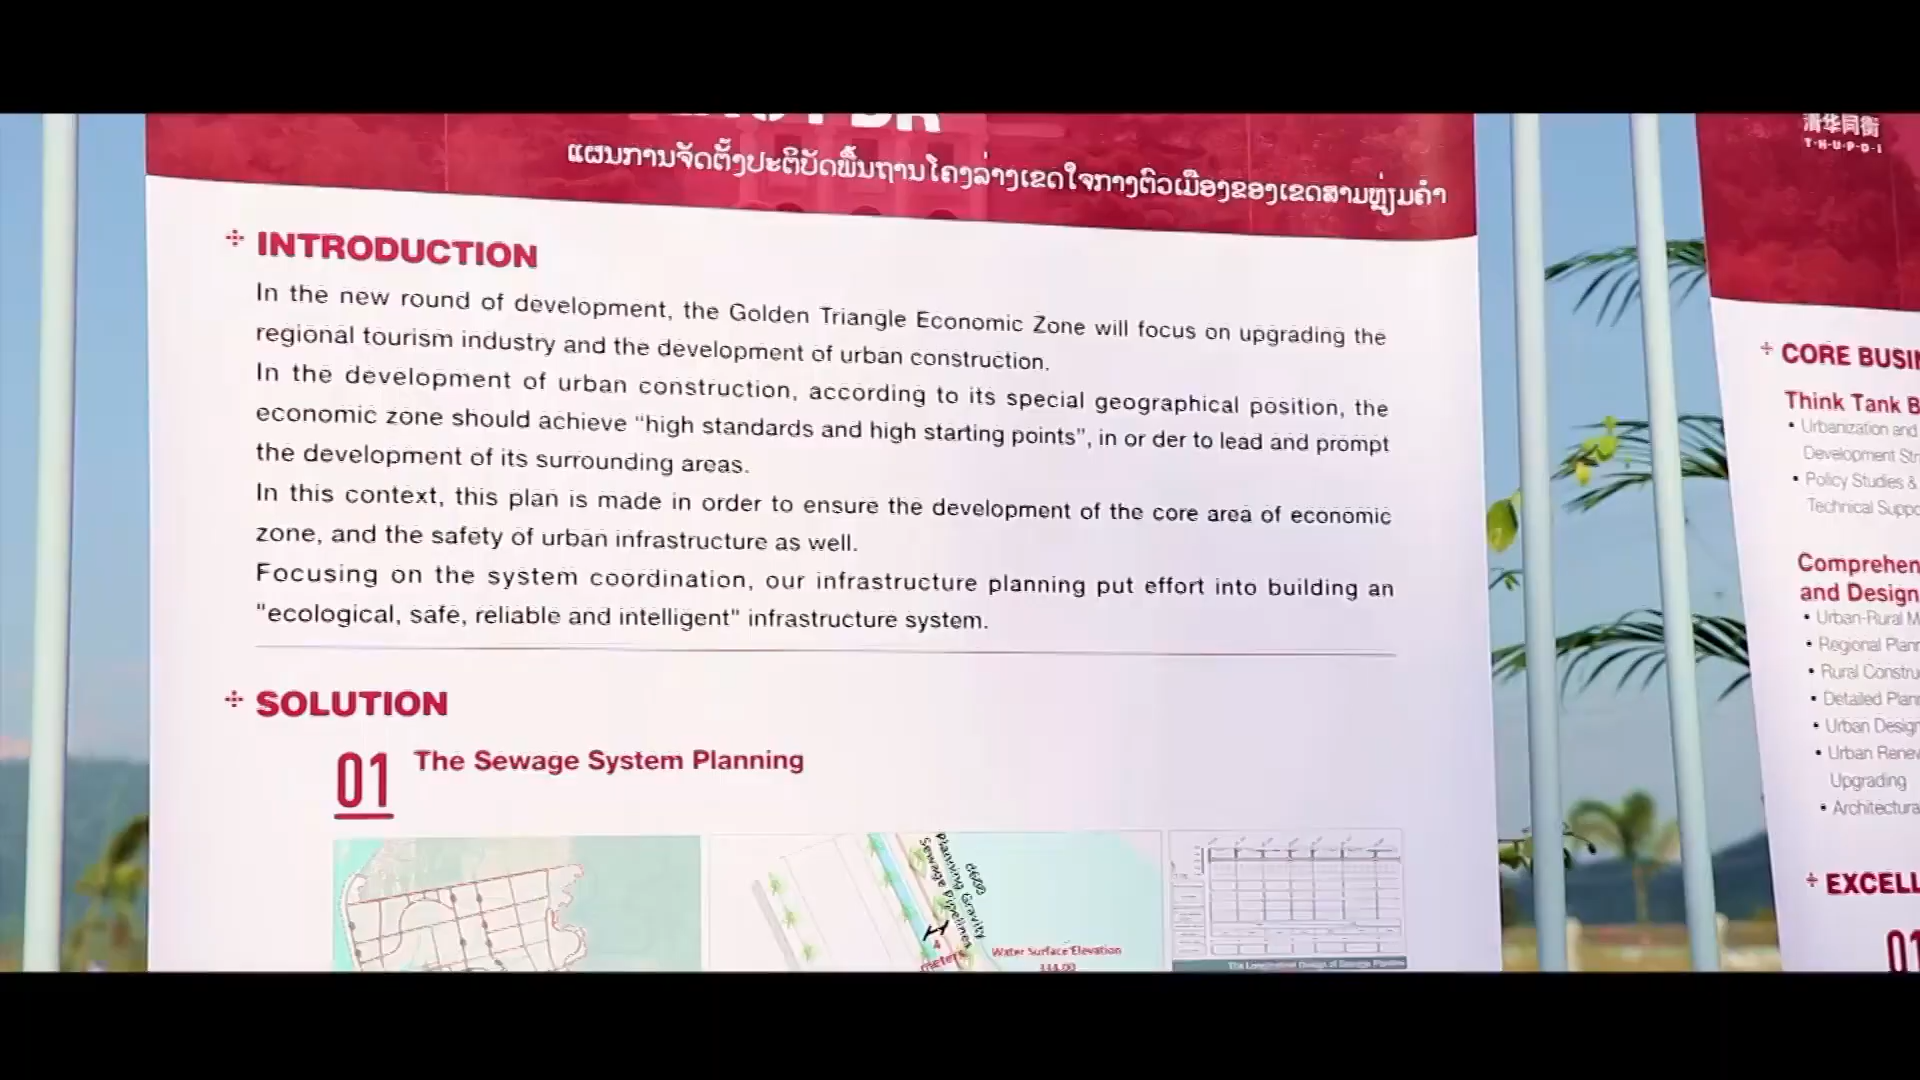 ແຜນການຈັດຕັ້ງປະຕິບັດພື້ນຖານໂຄງລ່າງເຂດໃຈກາງຕົວເມືອງຂອງເຂດສາມຫຼ່ຽມຄຳ
INTRODUCTION
In the new round of development, the Golden Triangle Economic Zone will focus on upgrading the
regional tourism industry and the development of urban construction.
In the development of urban construction, according to its special geographical position, the
economic zone should achieve "high standards and high starting points", in or der to lead and prompt
the development of its surrounding areas.
In this context, this plan is made in order to ensure the development of the core area of economic
zone, and the safety of urban infrastructure as well.
Focusing on the system coordination, our infrastructure planning put effort into building an
"ecological, safe, reliable and intelligent" infrastructure system.
SOLUTION
01 The Sewage System Planning
d600
Planning Gravity
Sewage Pipelines
4
meters
Water Surface Elevation
The Longitudinal Design of Sewage Pipeline
清华同衡
T·H·U·P·D·I
CORE
Think Tank
• Urbanization and
Development
• Policy Studies &
Technical
and Design
• Urban-Rural
• Regional
• Rural
• Detailed
• Urban
• Urban
Upgrading
•
01